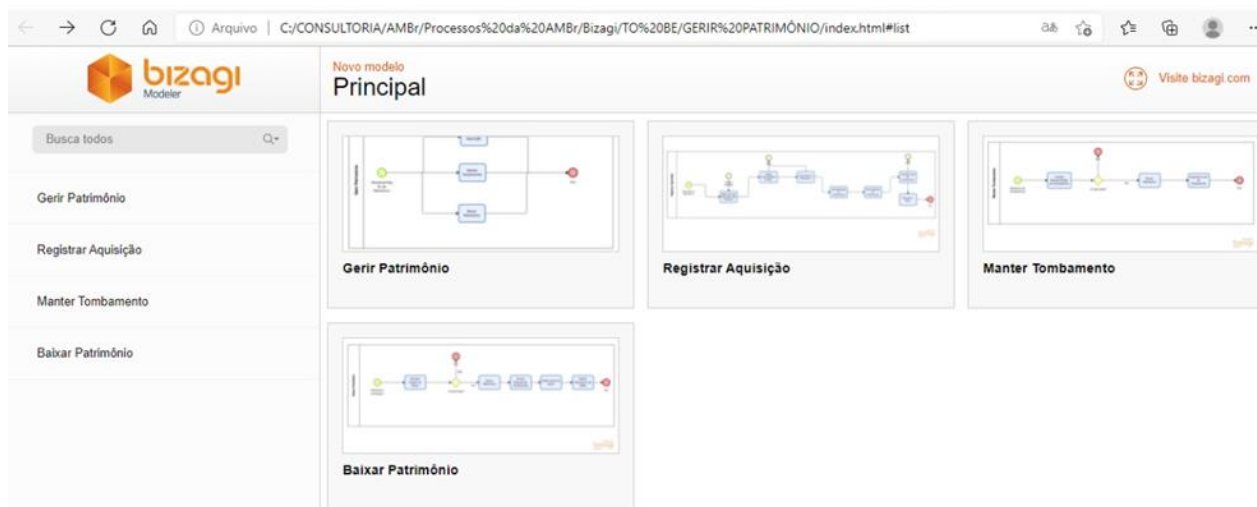 Arquivo | C:/CONSULTORIA/AMBr/Processos%20da%20AMBr/Bizagi/TO%20BE/GERIR%20PATRIMÔNIO/index.html#list
bizagi
Modeler
Novo modelo
Principal
Visite bizagi.com
Busca todos
Gerir Patrimônio
Registrar Aquisição
Manter Tombamento
Baixar Patrimônio
Gerir Patrimônio
Registrar Aquisição
Manter Tombamento
Baixar Patrimônio